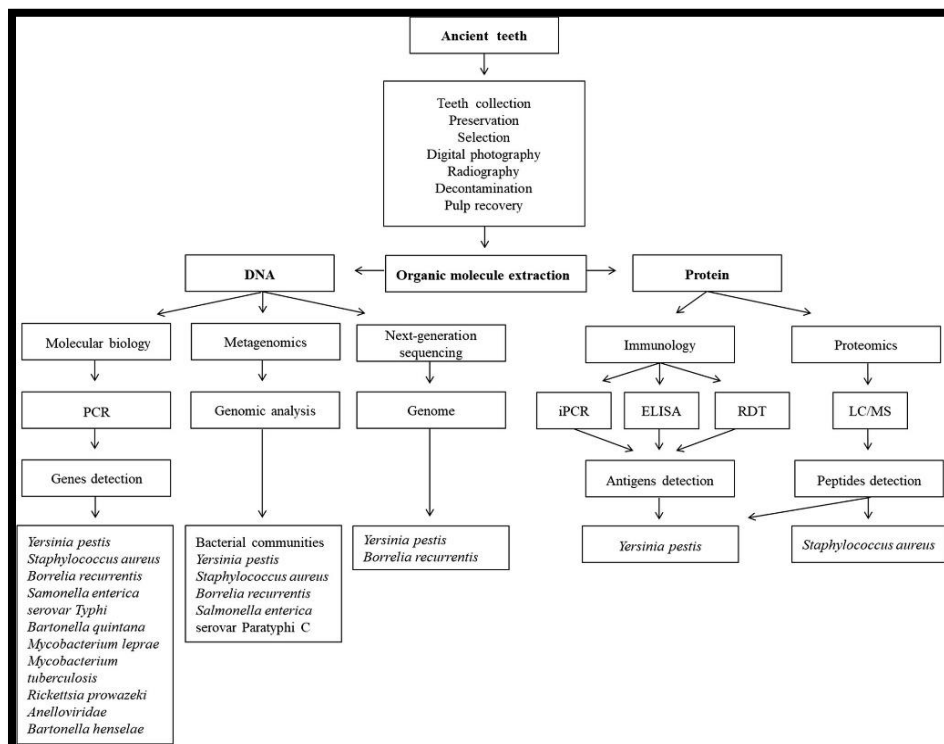 Ancient teeth
Teeth collection
Preservation
Selection
Digital photography
Radiography
Decontamination
Pulp recovery
DNA
Organic molecule extraction
Protein
Molecular biology
Metagenomics
Next-generation
sequencing
Immunology
Proteomics
PCR
Genomic analysis
Genome
iPCR
ELISA
RDT
LC/MS
Genes detection
Antigens detection
Peptides detection
Yersinia pestis
Staphylococcus aureus
Borrelia recurrentis
Samonella enterica
serovar Typhi
Bartonella quintana
Mycobacterium leprae
Mycobacterium
tuberculosis
Rickettsia prowazeki
Anelloviridae
Bartonella henselae
Bacterial communities
Yersinia pestis
Staphylococcus aureus
Borrelia recurrentis
Salmonella enterica
serovar Paratyphi C
Yersinia pestis
Borrelia recurrentis
Yersinia pestis
Staphylococcus aureus